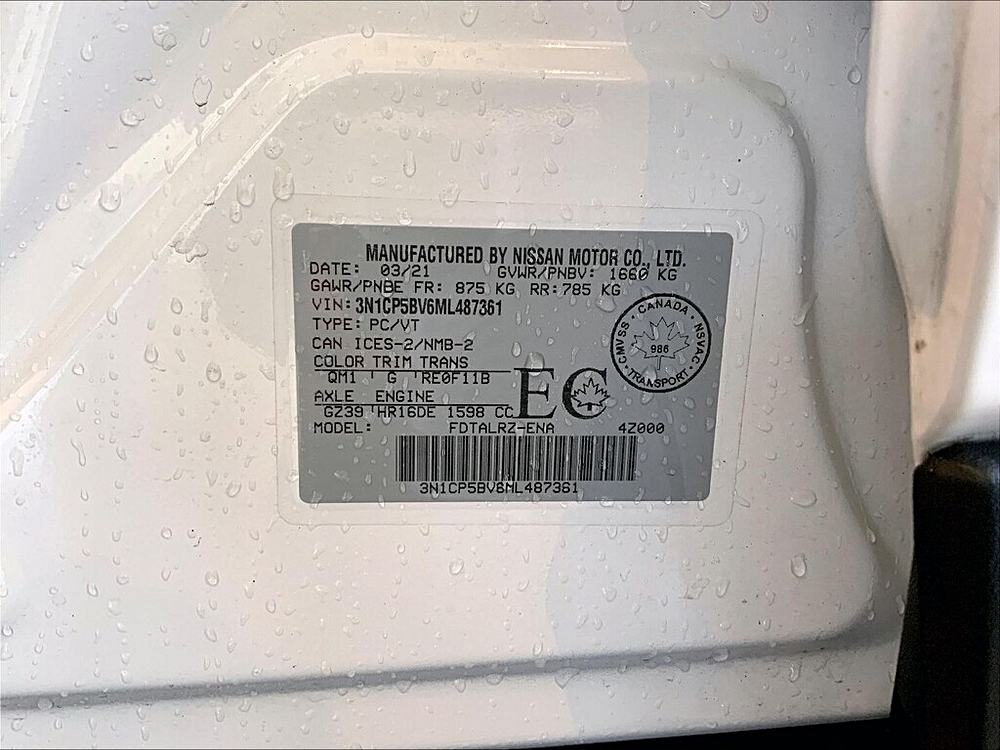 MANUFACTURED BY NISSAN MOTOR CO., LTD.
DATE: 03/21 GVWR/PNBV: 1660 KG
GAWR/PNBE FR: 875 KG RR:785 KG
VIN: 3N1CP5BV6ML487361
TYPE: PC/VT
CAN ICES-2/NMB-2
COLOR TRIM TRANS
QM1 ' G 'RE0F11B
AXLE ENGINE
GZ39 'HR16DE 1598 CC
MODEL: FDTALRZ-ENA 4Z000
3N1CP5BV6ML487361
EC
CANADA · NSVAC · TRANSPORT · CMVSS ·
986